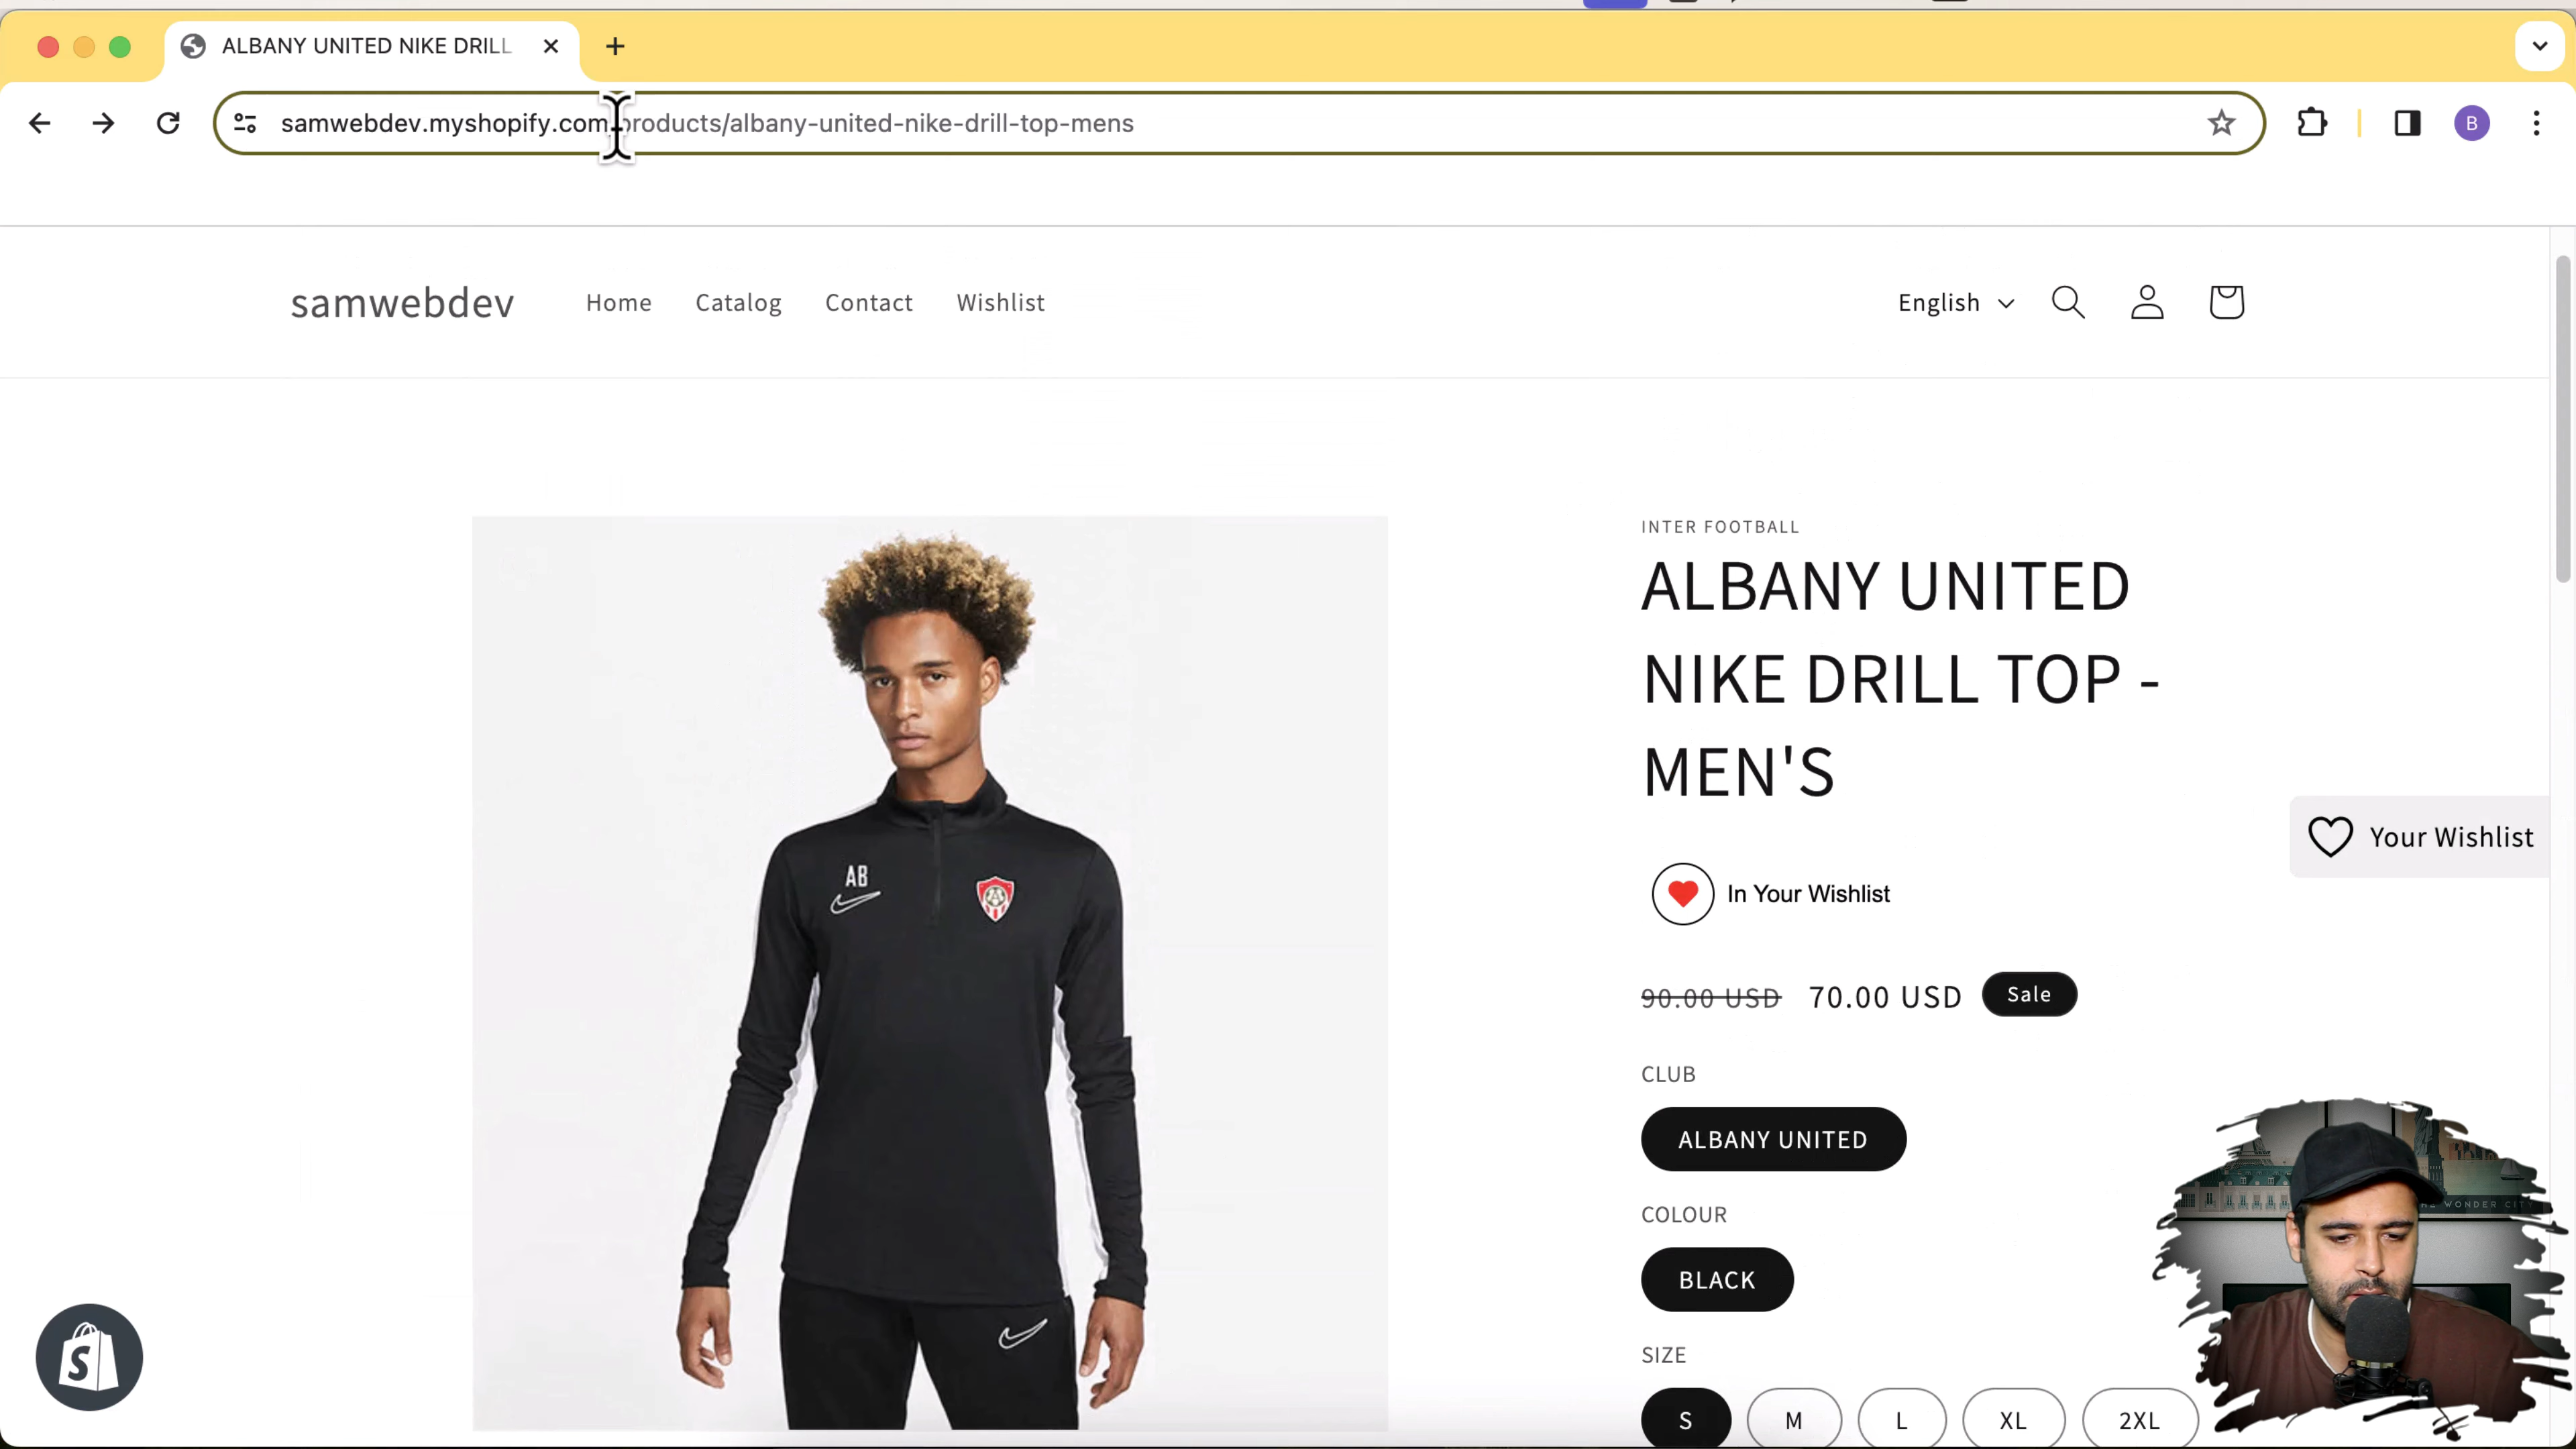 ALBANY UNITED NIKE DRILL
samwebdev.myshopify.com/products/albany-united-nike-drill-top-mens
B
samwebdev
Home Catalog Contact Wishlist
English
INTER FOOTBALL
ALBANY UNITED
NIKE DRILL TOP -
MEN'S
Your Wishlist
In Your Wishlist
90.00 USD 70.00 USD Sale
AB
CLUB
ALBANY UNITED
COLOUR
BLACK
WONDER CITY
SIZE
S M L XL 2XL
S